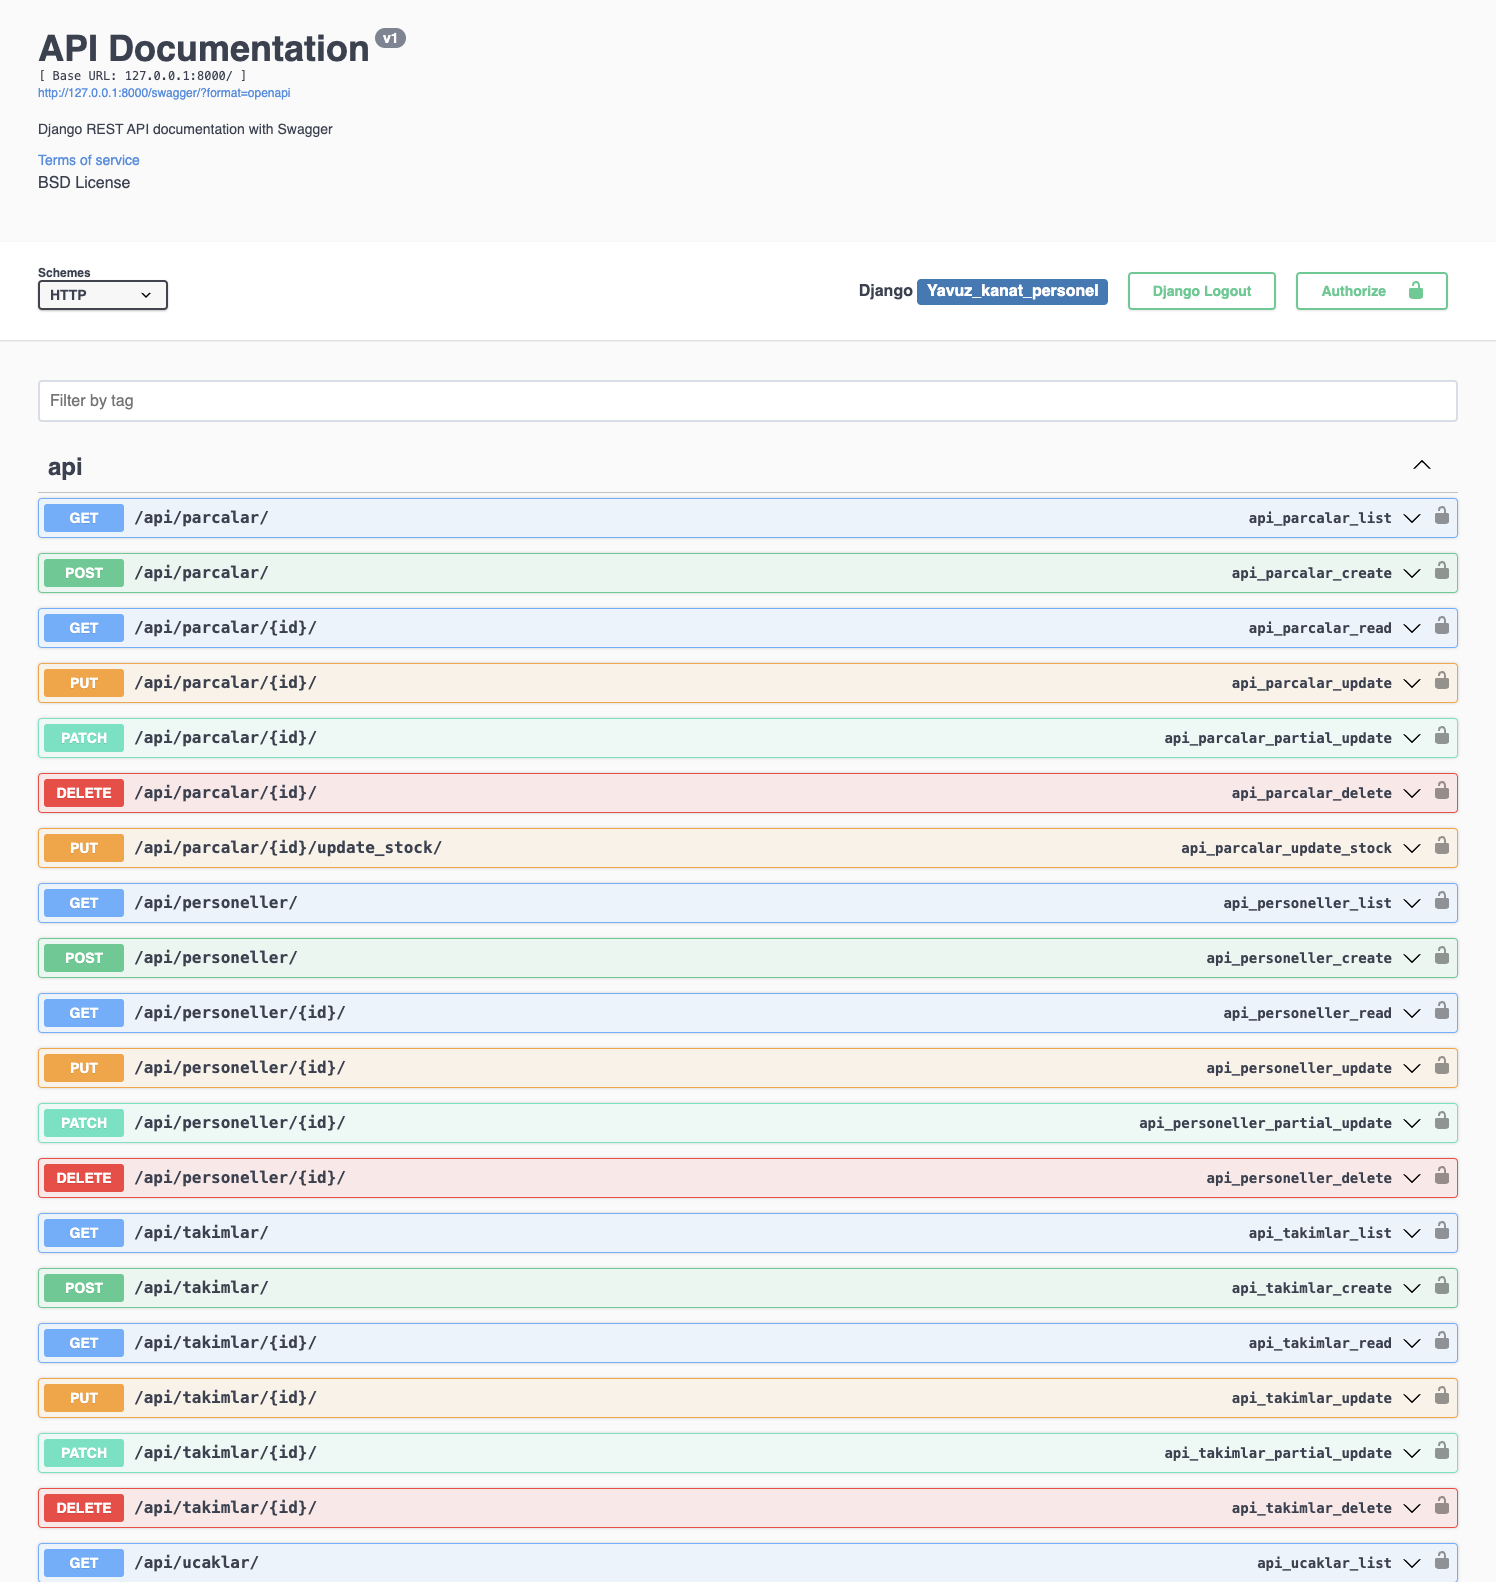 API Documentation v1
[ Base URL: 127.0.0.1:8000/ ]
http://127.0.0.1:8000/swagger/?format=openapi
Django REST API documentation with Swagger
Terms of service
BSD License
Schemes
HTTP
Django Yavuz_kanat_personel Django Logout Authorize
Filter by tag
api
GET /api/parcalar/ api_parcalar_list
POST /api/parcalar/ api_parcalar_create
GET /api/parcalar/{id}/ api_parcalar_read
PUT /api/parcalar/{id}/ api_parcalar_update
PATCH /api/parcalar/{id}/ api_parcalar_partial_update
DELETE /api/parcalar/{id}/ api_parcalar_delete
PUT /api/parcalar/{id}/update_stock/ api_parcalar_update_stock
GET /api/personeller/ api_personeller_list
POST /api/personeller/ api_personeller_create
GET /api/personeller/{id}/ api_personeller_read
PUT /api/personeller/{id}/ api_personeller_update
PATCH /api/personeller/{id}/ api_personeller_partial_update
DELETE /api/personeller/{id}/ api_personeller_delete
GET /api/takimlar/ api_takimlar_list
POST /api/takimlar/ api_takimlar_create
GET /api/takimlar/{id}/ api_takimlar_read
PUT /api/takimlar/{id}/ api_takimlar_update
PATCH /api/takimlar/{id}/ api_takimlar_partial_update
DELETE /api/takimlar/{id}/ api_takimlar_delete
GET /api/ucaklar/ api_ucaklar_list